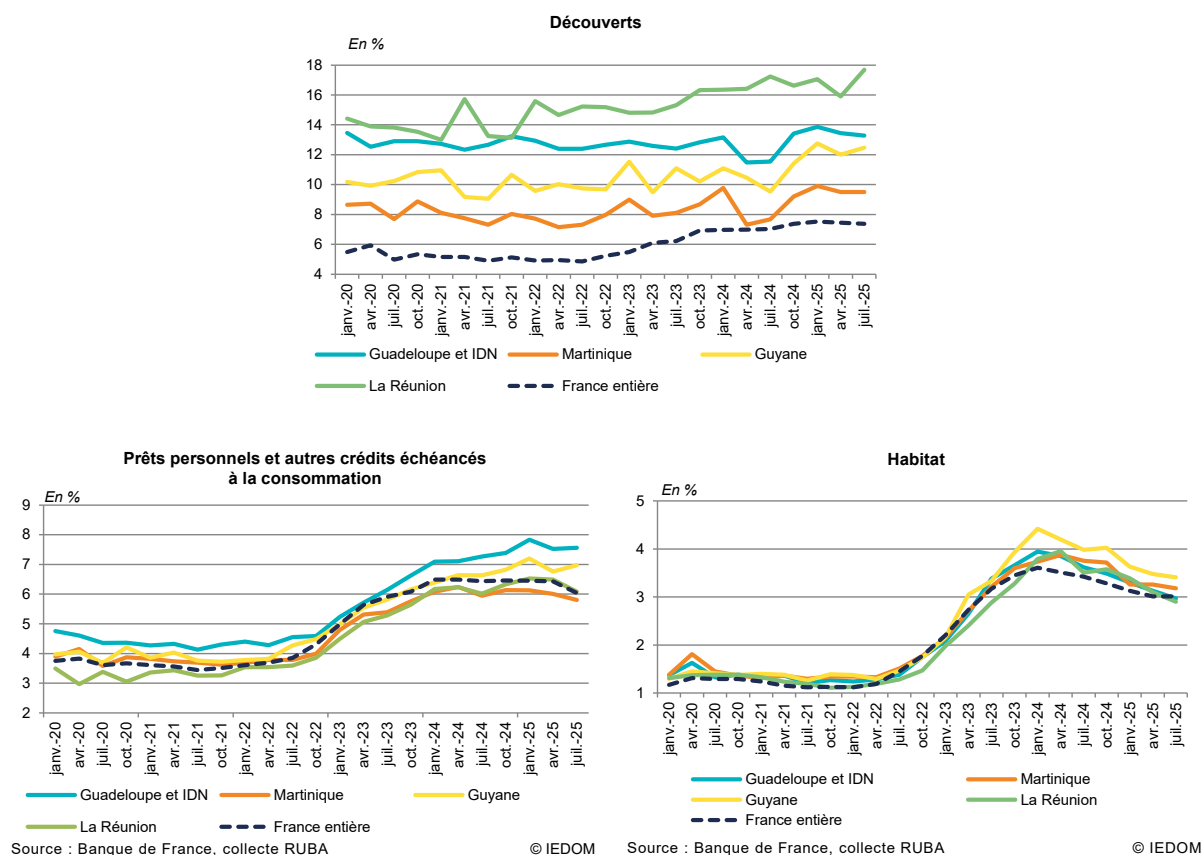 Découverts
En %
18
16
14
12
10
8
6
4
janv.-20
avr.-20
juil.-20
oct.-20
janv.-21
avr.-21
juil.-21
oct.-21
janv.-22
avr.-22
juil.-22
oct.-22
janv.-23
avr.-23
juil.-23
oct.-23
janv.-24
avr.-24
juil.-24
oct.-24
janv.-25
avr.-25
juil.-25
Guadeloupe et IDN Martinique Guyane
La Réunion France entière
Prêts personnels et autres crédits échéancés
à la consommation
En %
9
8
7
6
5
4
3
2
janv.-20
avr.-20
juil.-20
oct.-20
janv.-21
avr.-21
juil.-21
oct.-21
janv.-22
avr.-22
juil.-22
oct.-22
janv.-23
avr.-23
juil.-23
oct.-23
janv.-24
avr.-24
juil.-24
oct.-24
janv.-25
avr.-25
juil.-25
Guadeloupe et IDN Martinique Guyane
La Réunion France entière
Source : Banque de France, collecte RUBA © IEDOM
Habitat
En %
5
4
3
2
1
janv.-20
avr.-20
juil.-20
oct.-20
janv.-21
avr.-21
juil.-21
oct.-21
janv.-22
avr.-22
juil.-22
oct.-22
janv.-23
avr.-23
juil.-23
oct.-23
janv.-24
avr.-24
juil.-24
oct.-24
janv.-25
avr.-25
juil.-25
Guadeloupe et IDN Martinique
Guyane La Réunion
France entière
Source : Banque de France, collecte RUBA © IEDOM